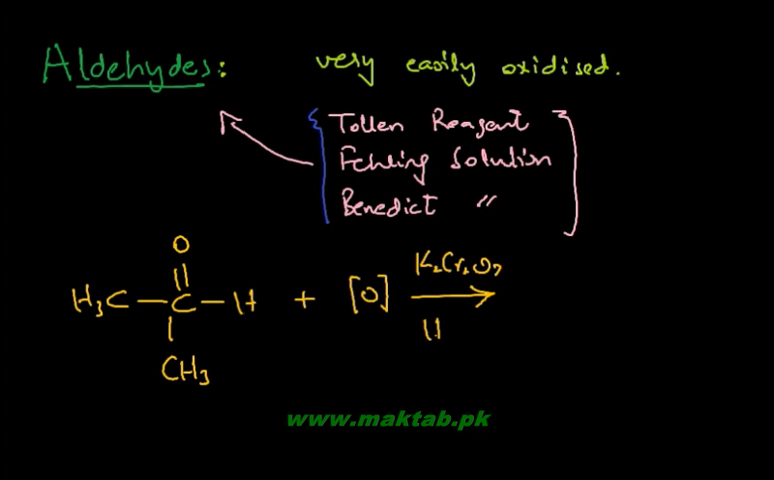 Aldehydes: very easily oxidised.
Tollen Reagent
Fehling Solution
Benedict "
O
H₃C — C — H + [O] K₂Cr₂O₇ →
CH₃
www.maktab.pk